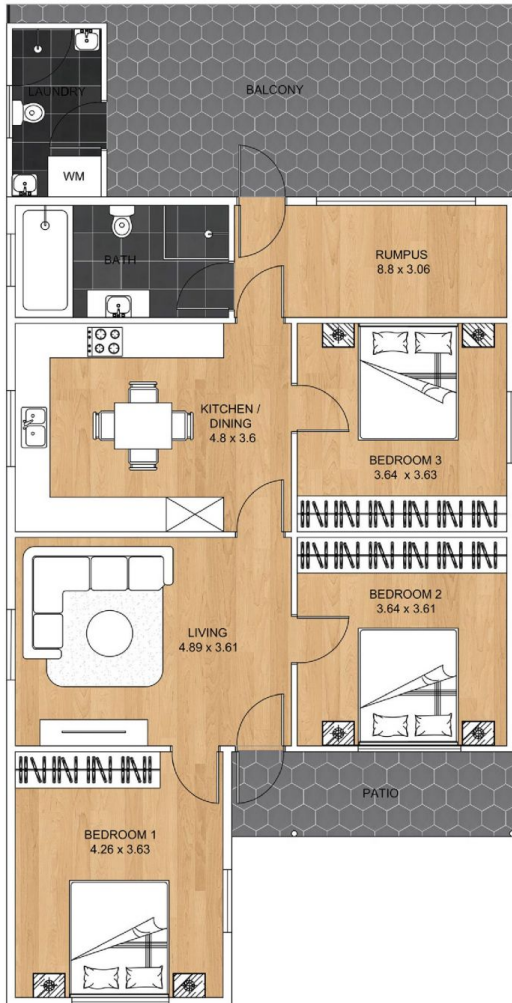 LAUNDRY
BALCONY
WM
BATH
RUMPUS
8.8 x 3.06
KITCHEN /
DINING
4.8 x 3.6
BEDROOM 3
3.64 x 3.63
LIVING
4.89 x 3.61
BEDROOM 2
3.64 x 3.61
PATIO
BEDROOM 1
4.26 x 3.63